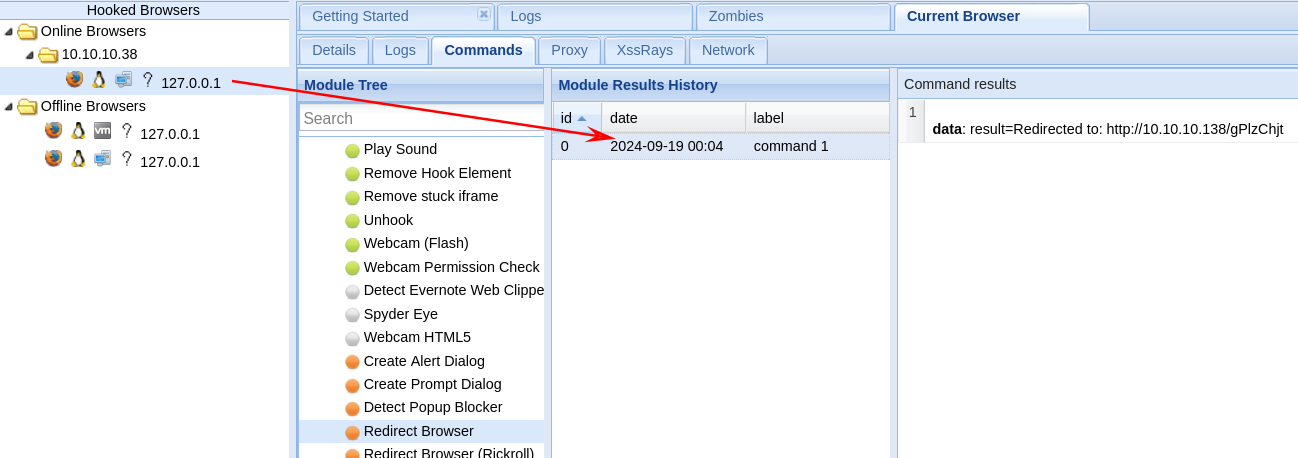 Hooked Browsers
Online Browsers
10.10.10.38
127.0.0.1
Offline Browsers
127.0.0.1
127.0.0.1
Getting Started
Logs
Zombies
Current Browser
Details
Logs
Commands
Proxy
XssRays
Network
Module Tree
Search
Play Sound
Remove Hook Element
Remove stuck iframe
Unhook
Webcam (Flash)
Webcam Permission Check
Detect Evernote Web Clippe
Spyder Eye
Webcam HTML5
Create Alert Dialog
Create Prompt Dialog
Detect Popup Blocker
Redirect Browser
Redirect Browser (Rickroll)
Module Results History
id date label
0 2024-09-19 00:04 command 1
Command results
1
data: result=Redirected to: http://10.10.10.138/gPlzChjt
vm